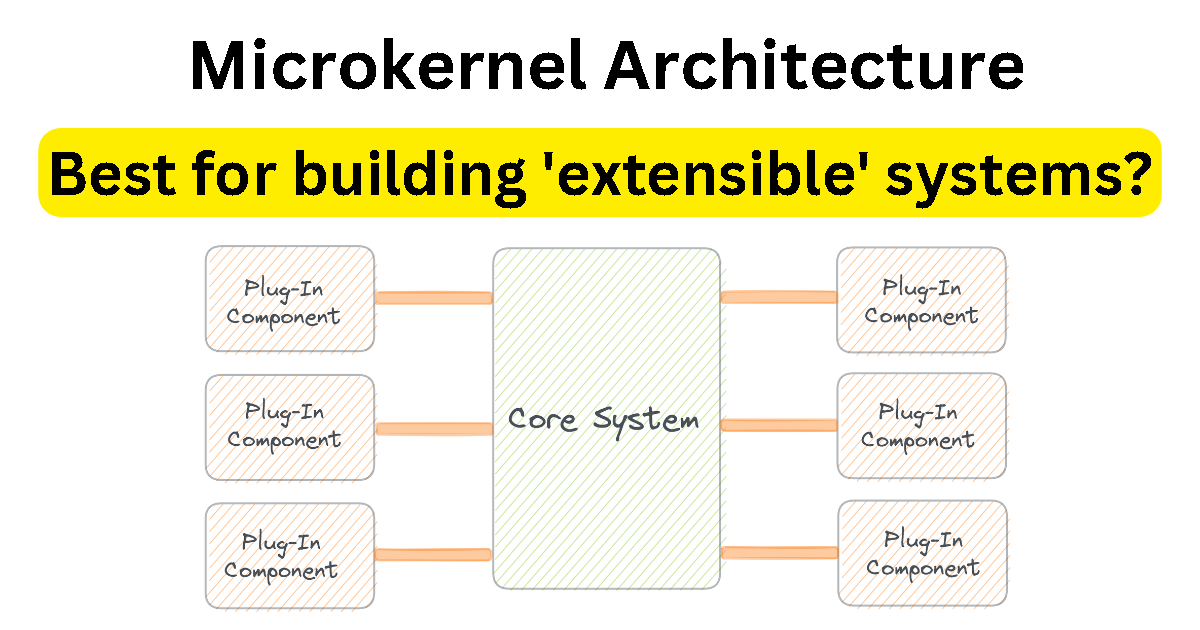 Microkernel Architecture
Best for building 'extensible' systems?
Plug-In
Component
Plug-In
Component
Plug-In
Component
Core System
Plug-In
Component
Plug-In
Component
Plug-In
Component